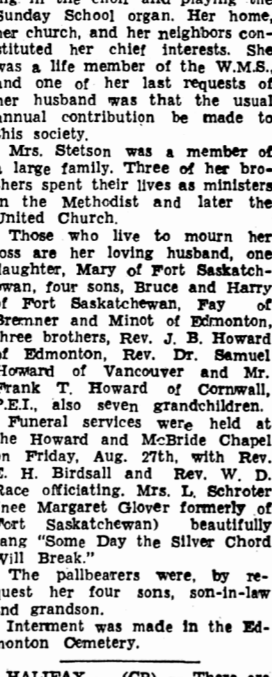 ng in the choir and playing the
Sunday School organ. Her home,
her church, and her neighbors con-
stituted her chief interests. She
was a life member of the W.M.S.,
and one of her last requests of
her husband was that the usual
annual contribution be made to
this society.
Mrs. Stetson was a member of
a large family. Three of her bro-
thers spent their lives as ministers
in the Methodist and later the
United Church.
Those who live to mourn her
loss are her loving husband, one
daughter, Mary of Fort Saskatch-
ewan, four sons, Bruce and Harry
of Fort Saskatchewan, Fay of
Bremner and Minot of Edmonton,
three brothers, Rev. J. B. Howard
of Edmonton, Rev. Dr. Samuel
Howard of Vancouver and Mr.
Frank T. Howard of Cornwall,
P.E.I., also seven grandchildren.
Funeral services were held at
the Howard and McBride Chapel
on Friday, Aug. 27th, with Rev.
E. H. Birdsall and Rev. W. D.
Race officiating. Mrs. L. Schroter
(nee Margaret Glover formerly of
Fort Saskatchewan) beautifully
sang "Some Day the Silver Chord
Will Break."
The pallbearers were, by re-
quest her four sons, son-in-law
and grandson.
Interment was made in the Ed-
monton Cemetery.
HALIFAX (CP) There are